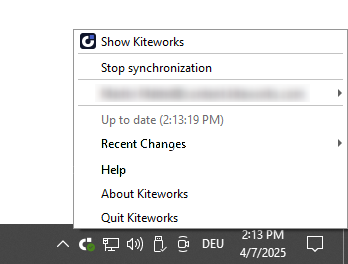 Show Kiteworks
Stop synchronization
Up to date (2:13:19 PM)
Recent Changes
Help
About Kiteworks
Quit Kiteworks
DEU
2:13 PM
4/7/2025